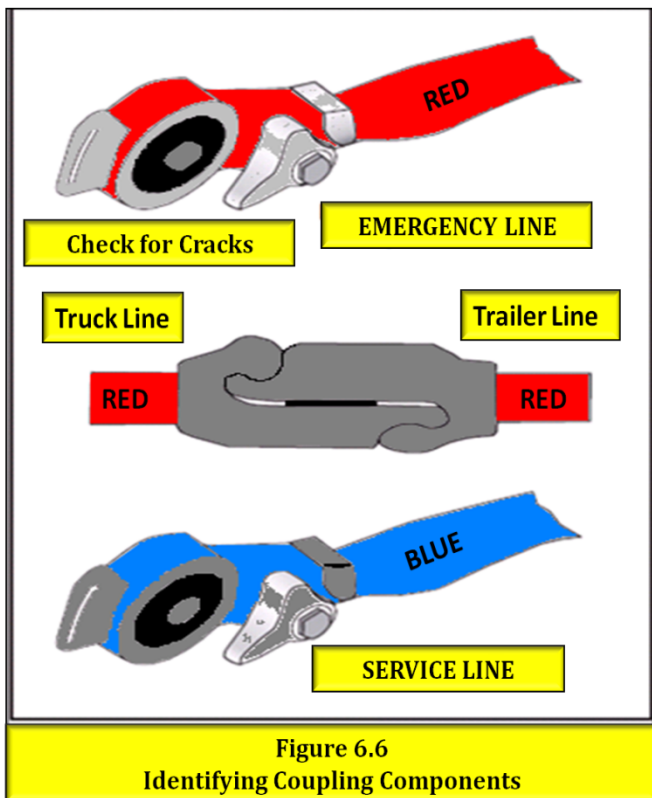 RED
Check for Cracks
EMERGENCY LINE
Truck Line
Trailer Line
RED
RED
BLUE
SERVICE LINE
Figure 6.6
Identifying Coupling Components